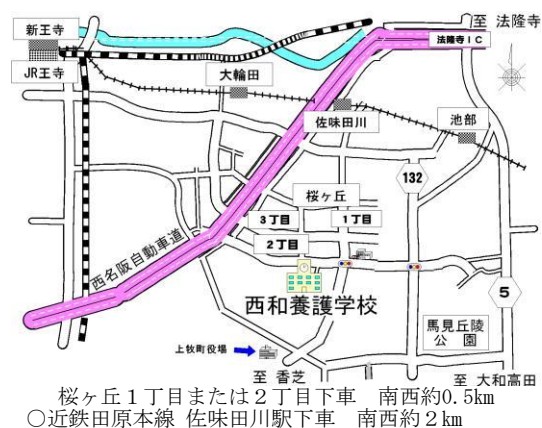 至 法隆寺
新王寺
法隆寺IC
JR王寺
大輪田
佐味田川
池部
132
桜ヶ丘
3丁目
1丁目
2丁目
西名阪自動車道
5
西和養護学校
馬見丘陵
公園
上牧町役場
至 香芝
至 大和高田
桜ヶ丘1丁目または2丁目下車 南西約0.5km
○近鉄田原本線 佐味田川駅下車 南西約2km